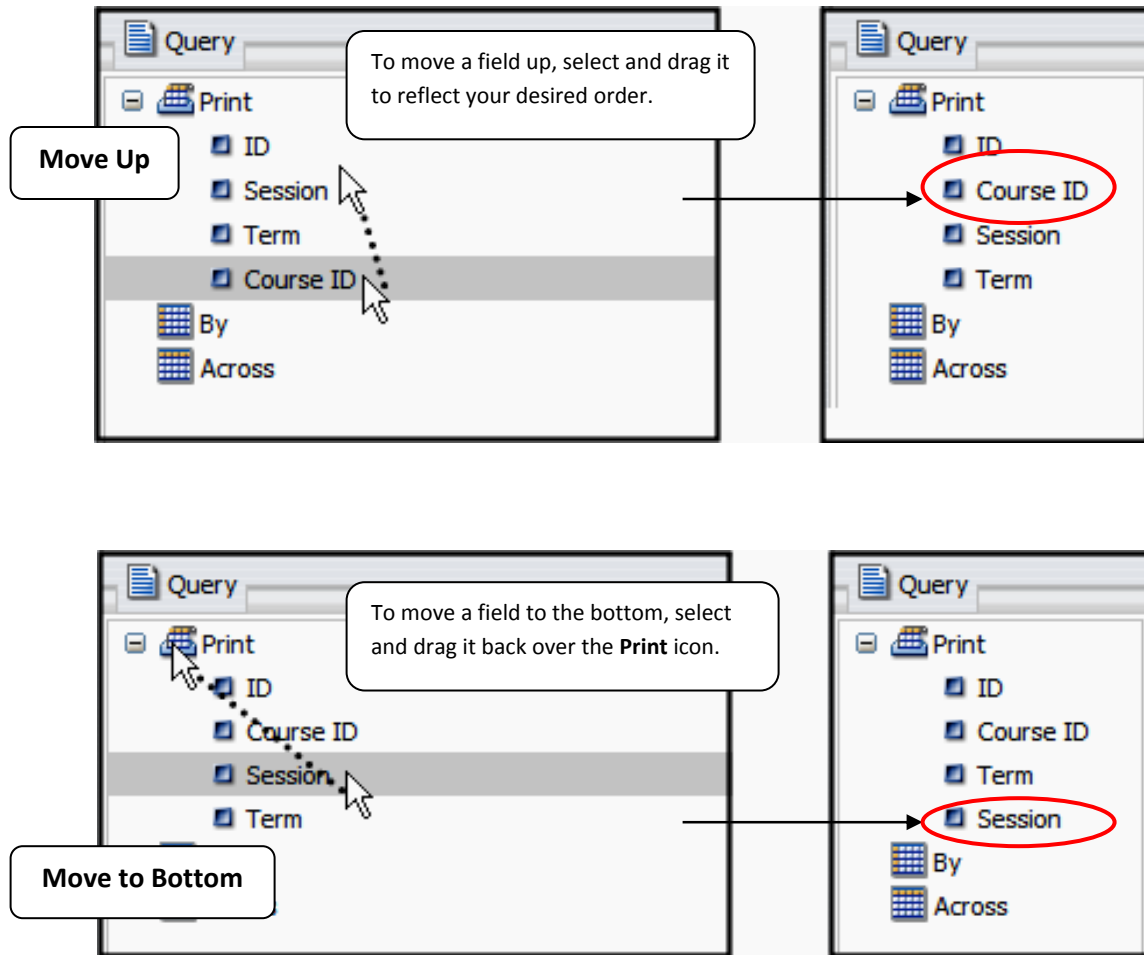 Query
To move a field up, select and drag it
to reflect your desired order.
Print
Move Up
ID
Session
Term
Course ID
By
Across
Query
Print
ID
Course ID
Session
Term
By
Across
Query
To move a field to the bottom, select
and drag it back over the Print icon.
Print
ID
Course ID
Session
Term
Move to Bottom
Query
Print
ID
Course ID
Term
Session
By
Across